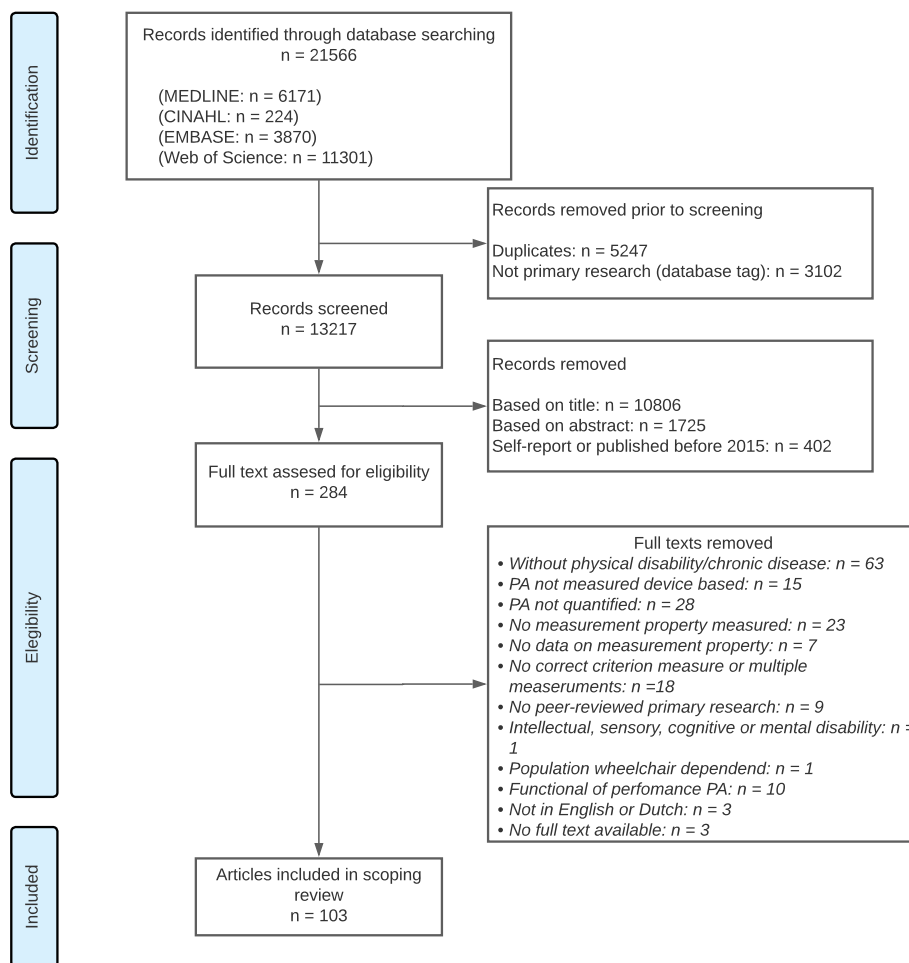 Identification
Records identified through database searching
n = 21566
(MEDLINE: n = 6171)
(CINAHL: n = 224)
(EMBASE: n = 3870)
(Web of Science: n = 11301)
Records removed prior to screening
Duplicates: n = 5247
Not primary research (database tag): n = 3102
Screening
Records screened
n = 13217
Records removed
Based on title: n = 10806
Based on abstract: n = 1725
Self-report or published before 2015: n = 402
Elegibility
Full text assesed for eligibility
n = 284
Full texts removed
• Without physical disability/chronic disease: n = 63
• PA not measured device based: n = 15
• PA not quantified: n = 28
• No measurement property measured: n = 23
• No data on measurement property: n = 7
• No correct criterion measure or multiple
measeruments: n =18
• No peer-reviewed primary research: n = 9
• Intellectual, sensory, cognitive or mental disability: n =
1
• Population wheelchair dependend: n = 1
• Functional of perfomance PA: n = 10
• Not in English or Dutch: n = 3
• No full text available: n = 3
Included
Articles included in scoping
review
n = 103